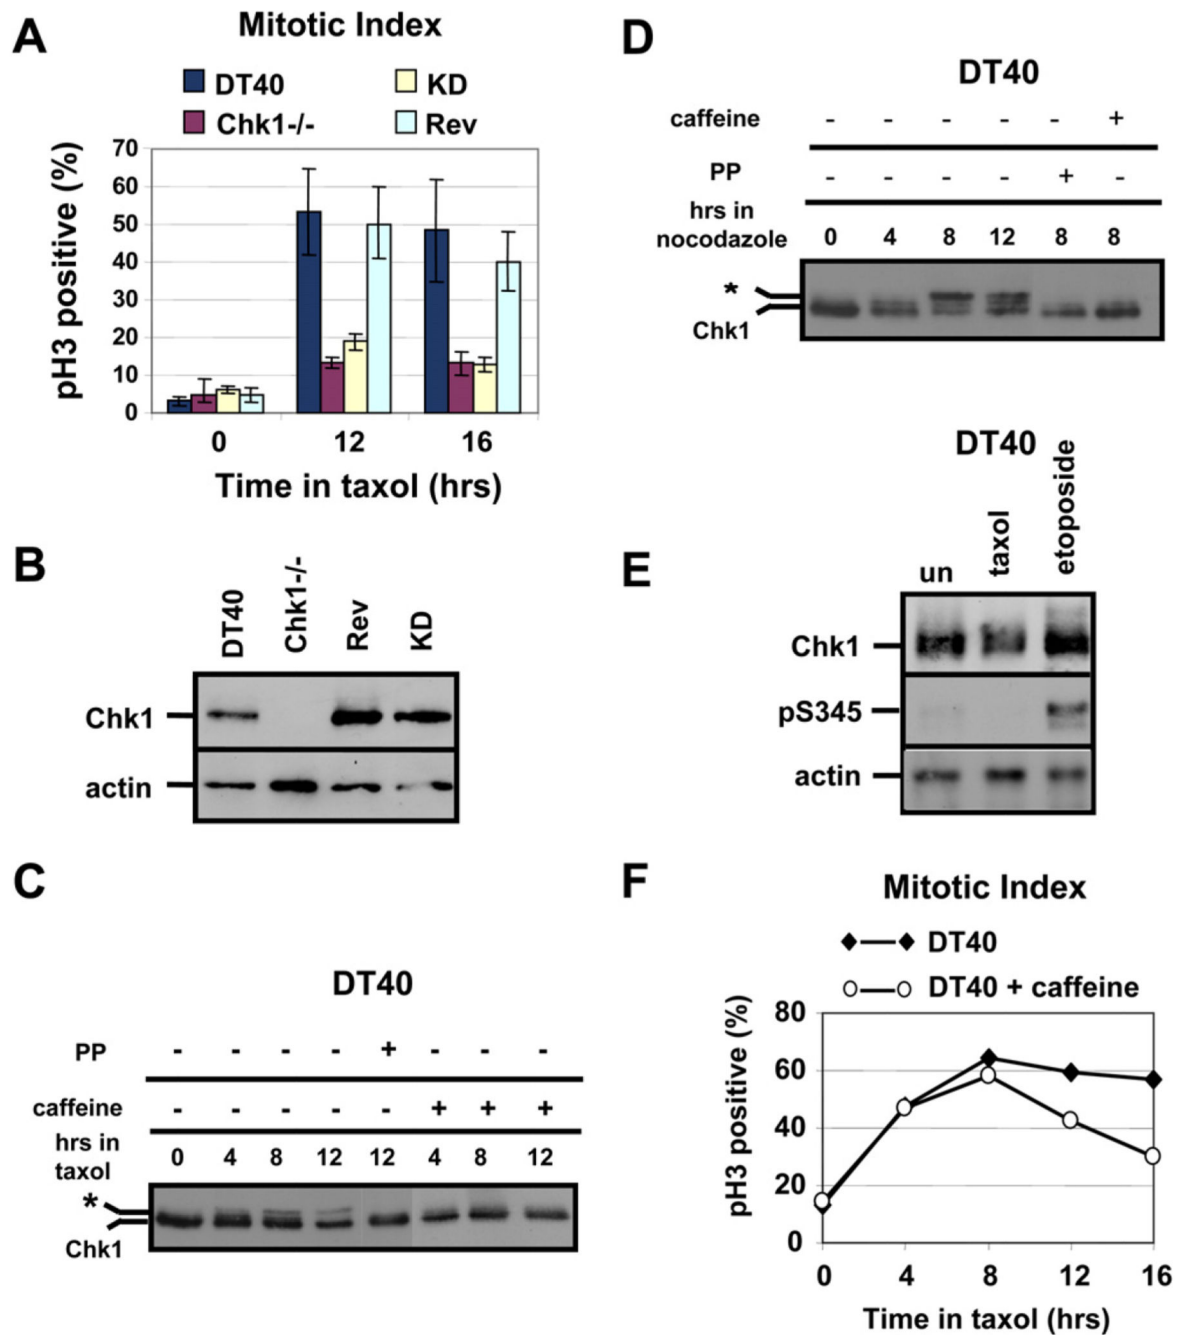 A
Mitotic Index
DT40
KD
Chk1-/-
Rev
pH3 positive (%)
70
60
50
40
30
20
10
0
0 12 16
Time in taxol (hrs)
B
DT40 Chk1-/- Rev KD
Chk1
actin
C
DT40
PP - - - - + - - -
caffeine - - - - - + + +
hrs in
taxol 0 4 8 12 12 4 8 12
*
Chk1
D
DT40
caffeine - - - - - +
PP - - - - + -
hrs in
nocodazole 0 4 8 12 8 8
*
Chk1
E
DT40
un taxol etoposide
Chk1
pS345
actin
F
Mitotic Index
DT40
DT40 + caffeine
pH3 positive (%)
80
60
40
20
0
0 4 8 12 16
Time in taxol (hrs)